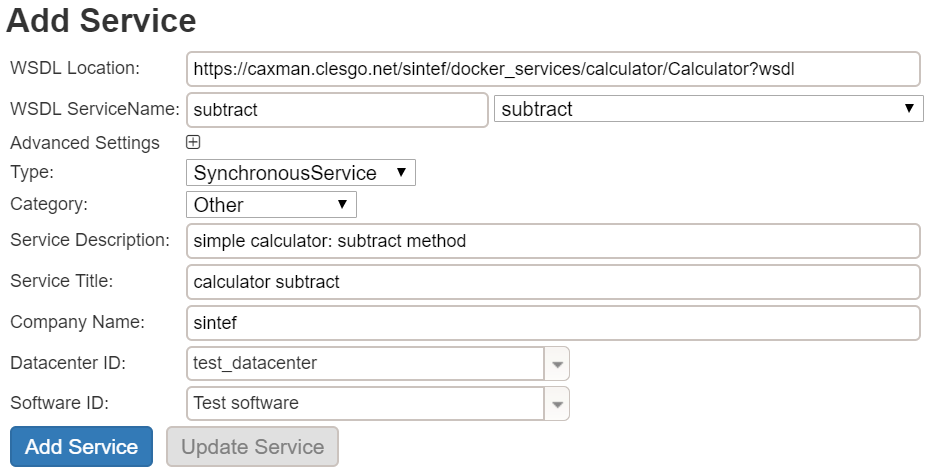 Add Service
WSDL Location: https://caxman.clesgo.net/sintef/docker_services/calculator/Calculator?wsdl
WSDL ServiceName: subtract subtract
Advanced Settings
Type: SynchronousService
Category: Other
Service Description: simple calculator: subtract method
Service Title: calculator subtract
Company Name: sintef
Datacenter ID: test_datacenter
Software ID: Test software
Add Service Update Service